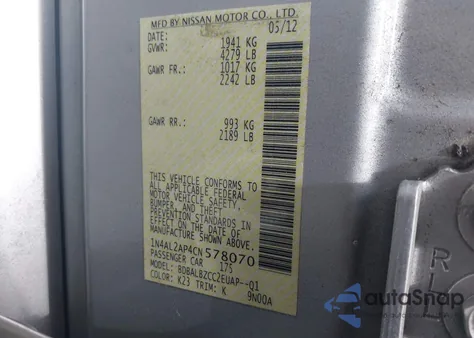 MFD BY NISSAN MOTOR CO., LTD.
DATE: 05/12
GVWR: 1941 KG
4279 LB
GAWR FR.: 1017 KG
2242 LB
GAWR RR.: 993 KG
2189 LB
THIS VEHICLE CONFORMS TO
ALL APPLICABLE FEDERAL
MOTOR VEHICLE SAFETY,
BUMPER, AND THEFT
PREVENTION STANDARDS IN
EFFECT ON THE DATE OF
MANUFACTURE SHOWN ABOVE.
1N4AL2AP4CN578070
PASSENGER CAR 175
COLOR: K23 TRIM: K 9N00A
R
L
autoSnap